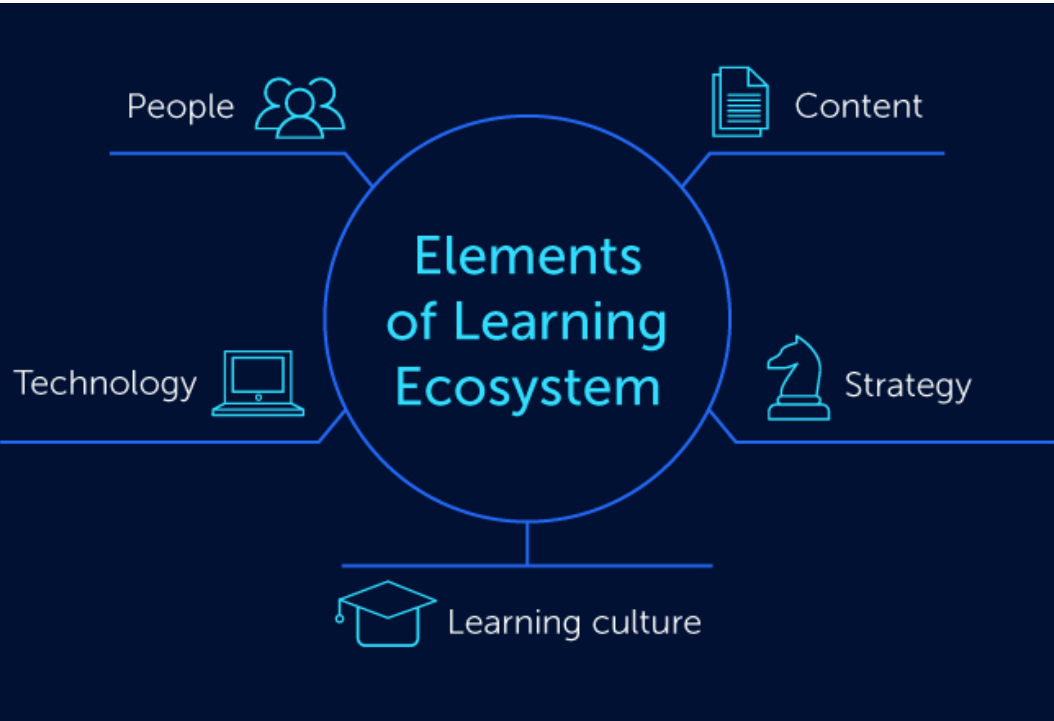 People
Content
Elements
of Learning
Ecosystem
Technology
Strategy
Learning culture